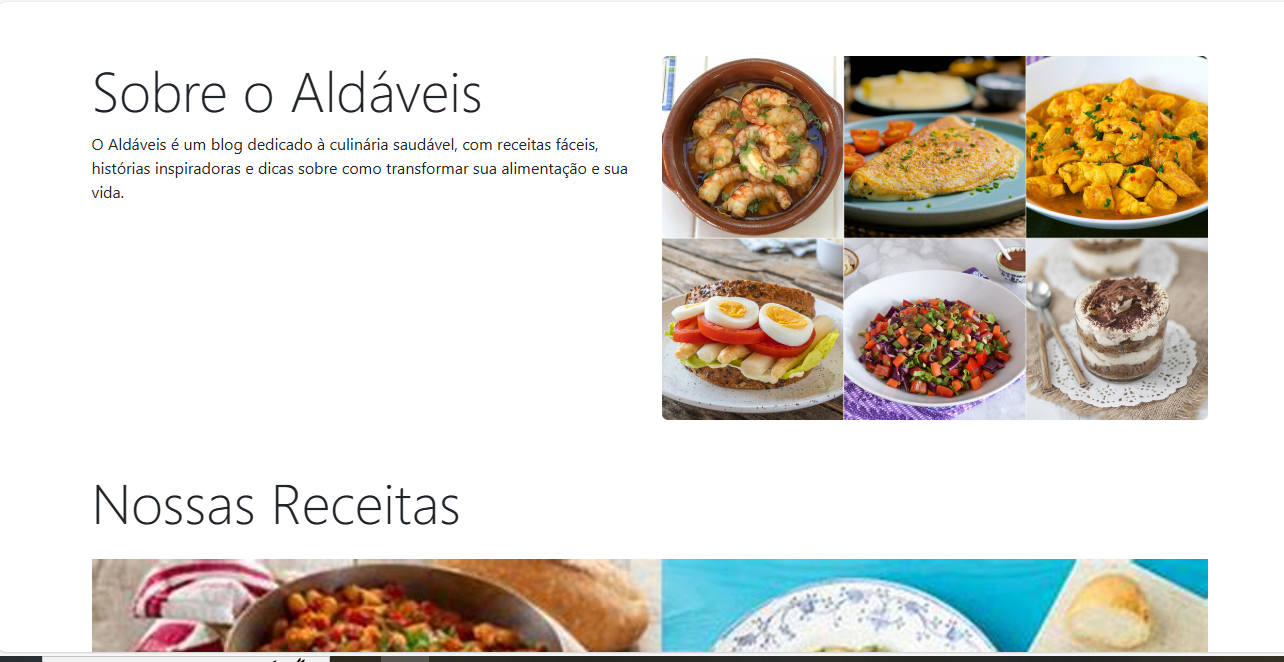 Sobre o Aldáveis
O Aldáveis é um blog dedicado à culinária saudável, com receitas fáceis,
histórias inspiradoras e dicas sobre como transformar sua alimentação e sua
vida.
Nossas Receitas